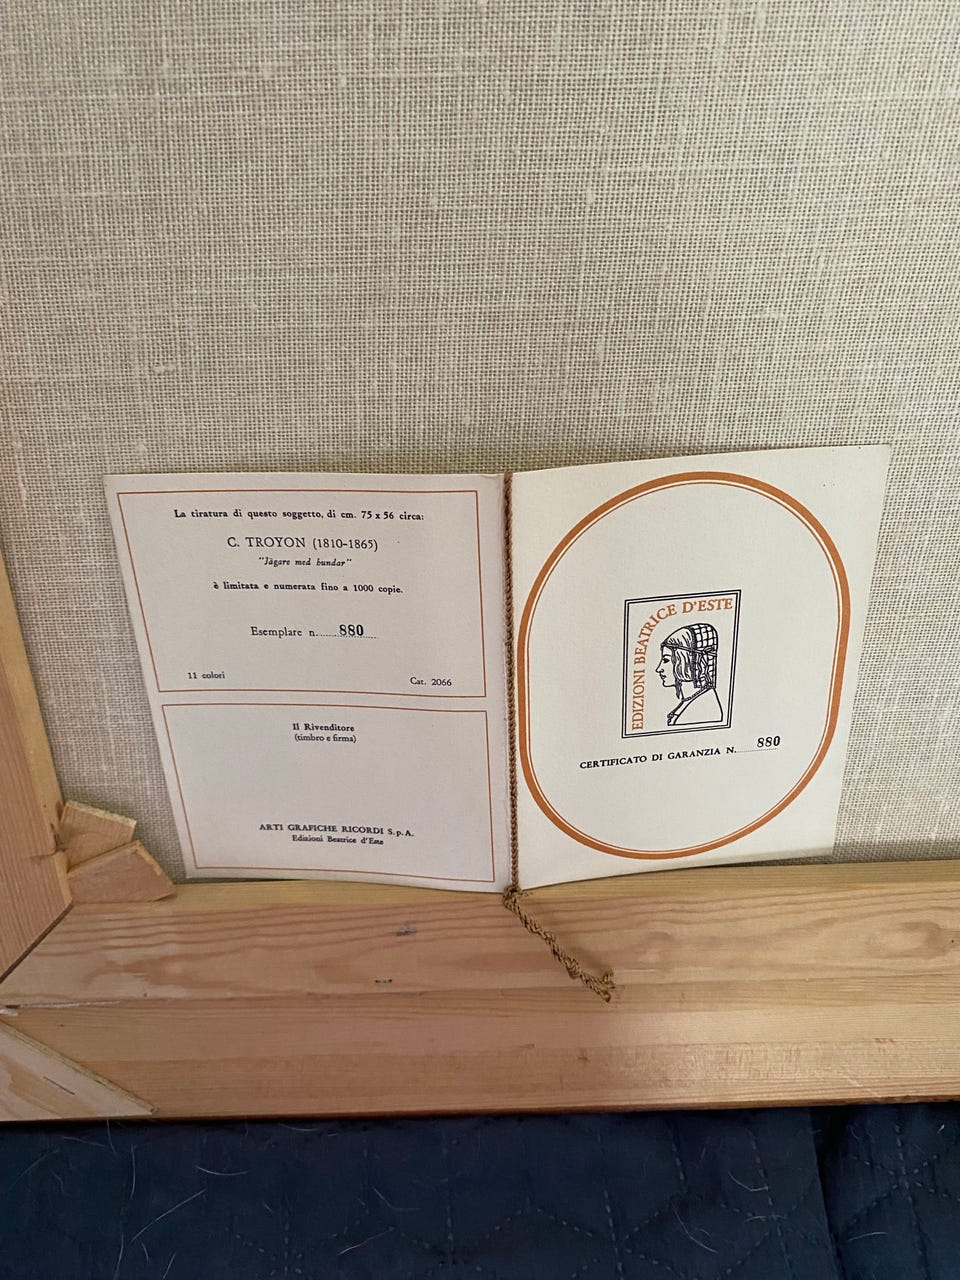 La tiratura di questo soggetto, di cm. 75 x 56 circa:
C. TROYON (1810-1865)
"Jägare med hundar"
è limitata e numerata fino a 1000 copie.
Esemplare n. 880
11 colori
Cat. 2066
Il Rivenditore
(timbro e firma)
ARTI GRAFICHE RICORDI S.p.A.
Edizioni Beatrice d'Este
EDIZIONI BEATRICE D'ESTE
CERTIFICATO DI GARANZIA N. 880